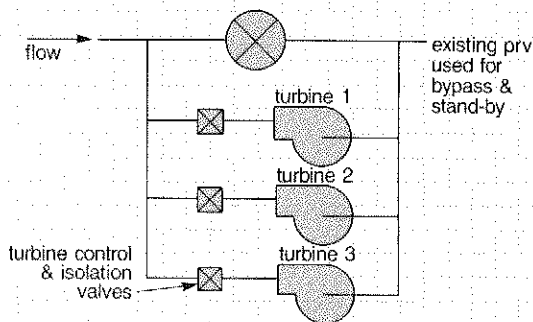 flow
existing prv
used for
bypass &
stand-by
turbine 1
turbine 2
turbine 3
turbine control
& isolation
valves